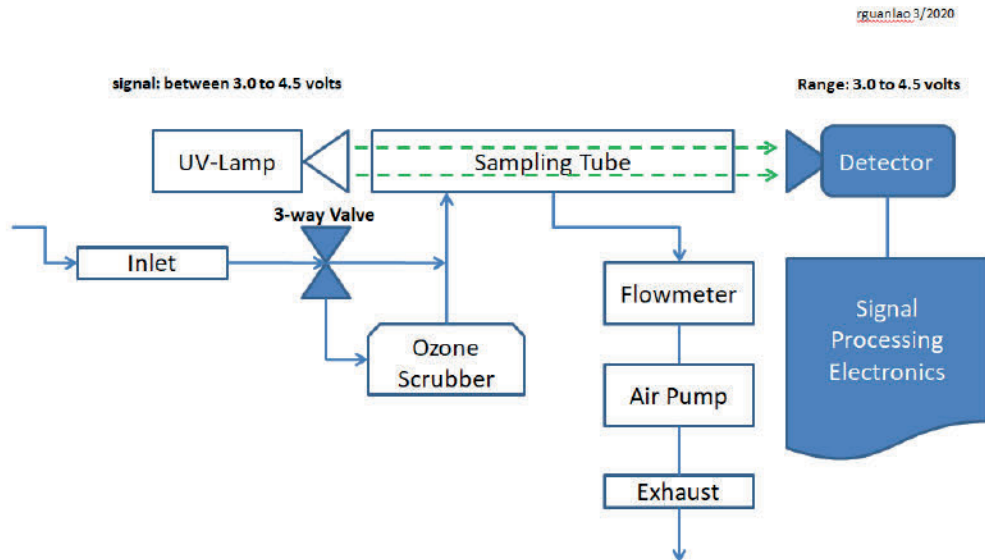 rguanlao 3/2020
signal: between 3.0 to 4.5 volts
Range: 3.0 to 4.5 volts
UV-Lamp
Sampling Tube
Detector
3-way Valve
Inlet
Flowmeter
Ozone
Scrubber
Signal
Processing
Electronics
Air Pump
Exhaust